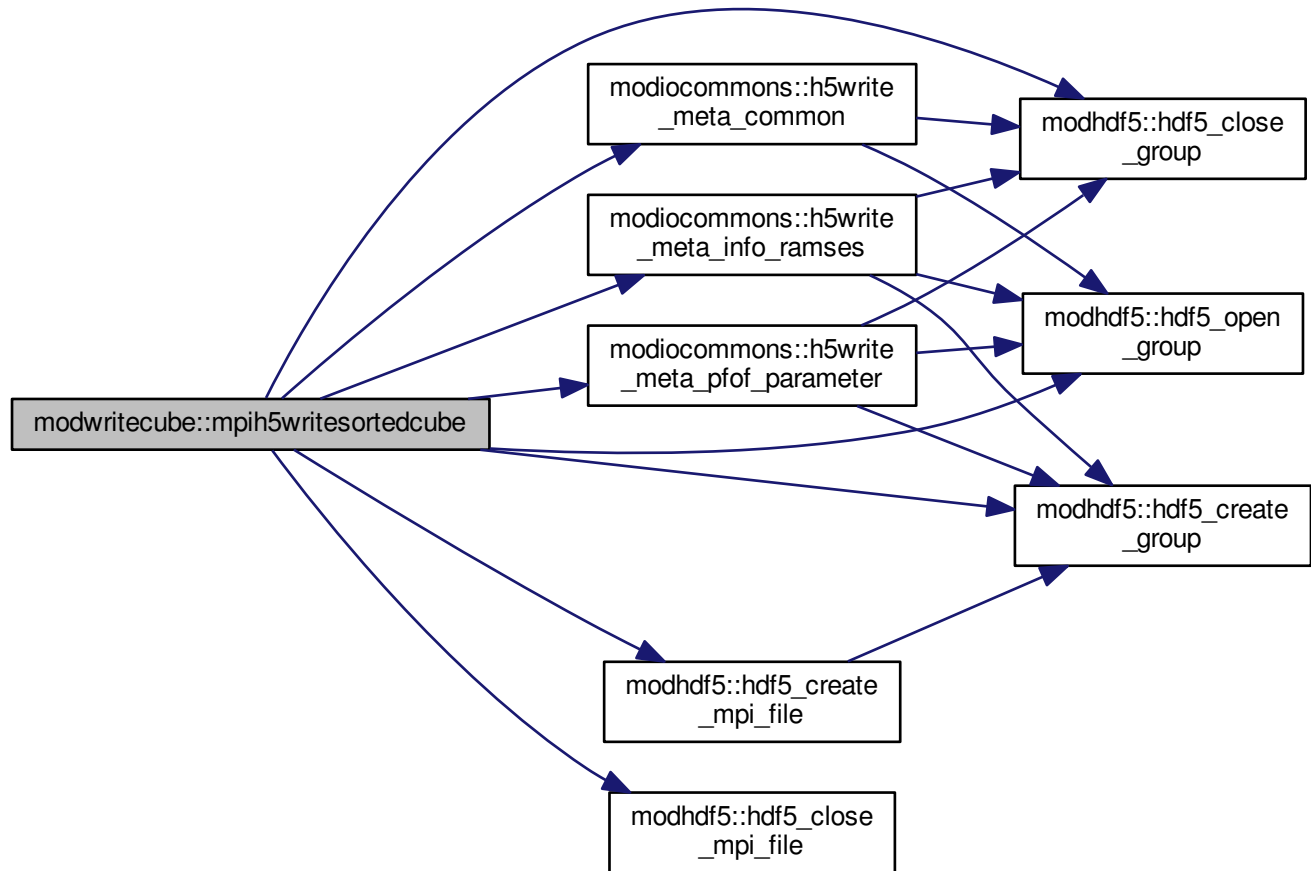 modwritecube::mpih5writesortedcube
modiocommons::h5write
_meta_common
modiocommons::h5write
_meta_info_ramses
modiocommons::h5write
_meta_pfof_parameter
modhdf5::hdf5_create
_mpi_file
modhdf5::hdf5_close
_mpi_file
modhdf5::hdf5_close
_group
modhdf5::hdf5_open
_group
modhdf5::hdf5_create
_group